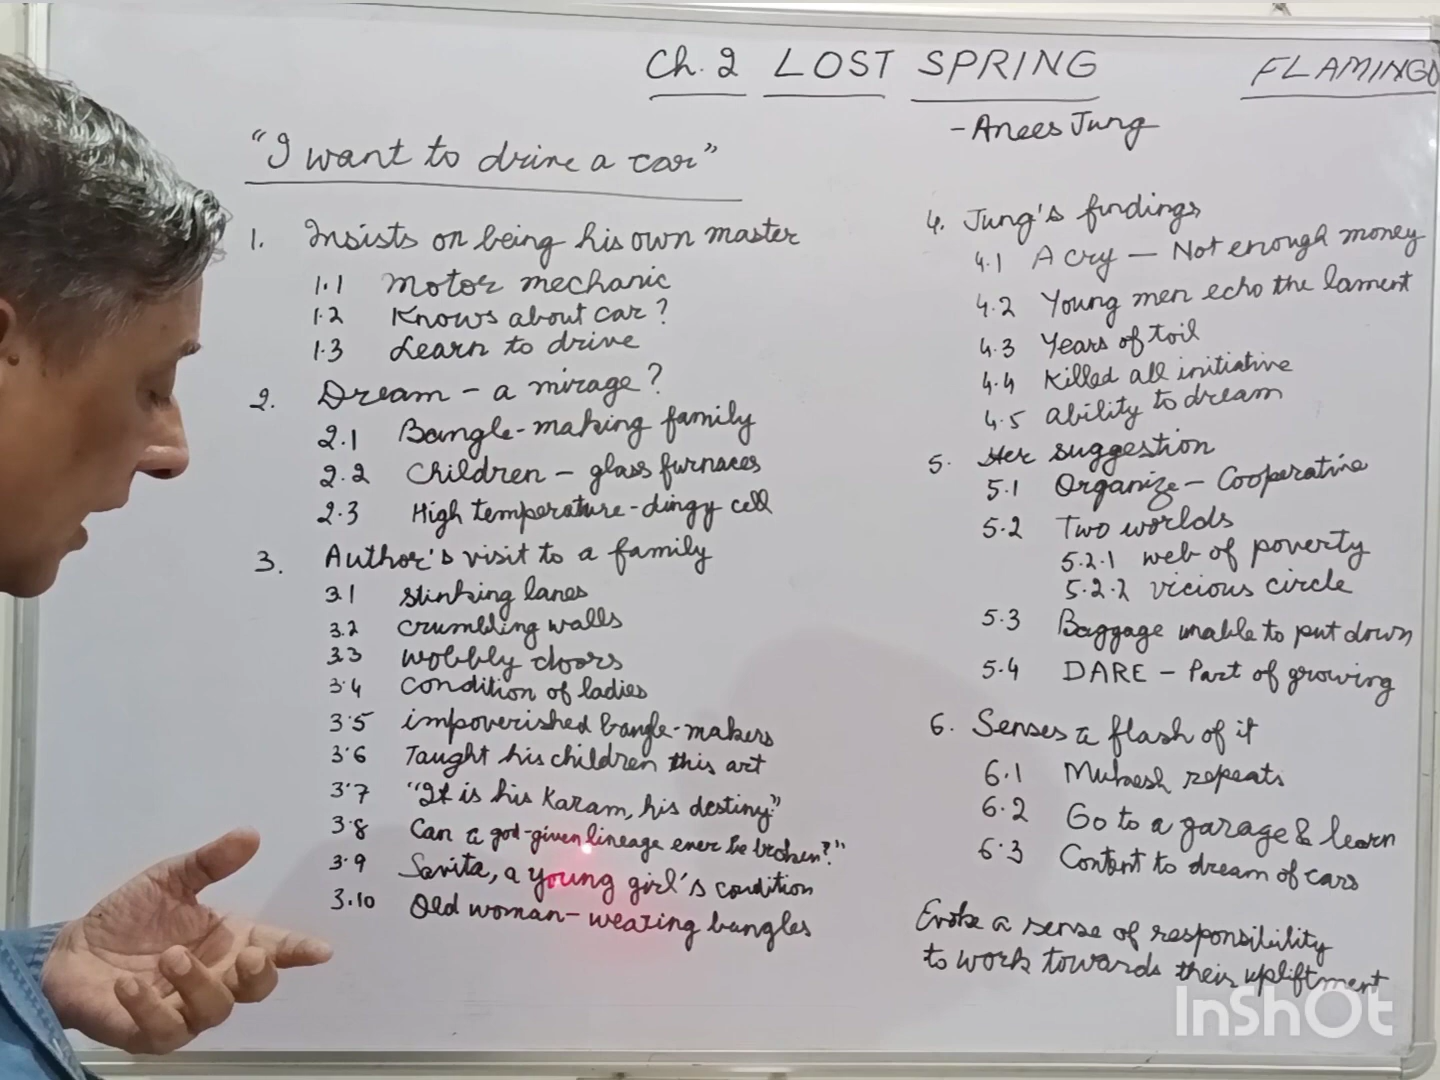 Ch. 2 LOST SPRING
FLAMINGO
- Anees Jung
"I want to drive a car"
1. Insists on being his own master
1.1 Motor mechanic
1.2 Knows about car?
1.3 Learn to drive
2. Dream - a mirage?
2.1 Bangle-making family
2.2 Children - glass furnaces
2.3 High temperature - dingy cell
3. Author's visit to a family
3.1 stinking lanes
3.2 crumbling walls
3.3 wobbly doors
3.4 condition of ladies
3.5 impoverished bangle-makers
3.6 Taught his children this art
3.7 "It is his Karam, his destiny."
3.8 Can a god-given lineage ever be broken?"
3.9 Savita, a young girl's condition
3.10 Old woman - wearing bangles
4. Jung's findings
4.1 A cry - Not enough money
4.2 Young men echo the lament
4.3 Years of toil
4.4 Killed all initiative
4.5 ability to dream
5. Her suggestion
5.1 Organize - Cooperative
5.2 Two worlds
5.2.1 web of poverty
5.2.2 vicious circle
5.3 Baggage unable to put down
5.4 DARE - Part of growing
6. Senses a flash of it
6.1 Mukesh repeats
6.2 Go to a garage & learn
6.3 Content to dream of cars
Evoke a sense of responsibility
to work towards their upliftment
InShOt